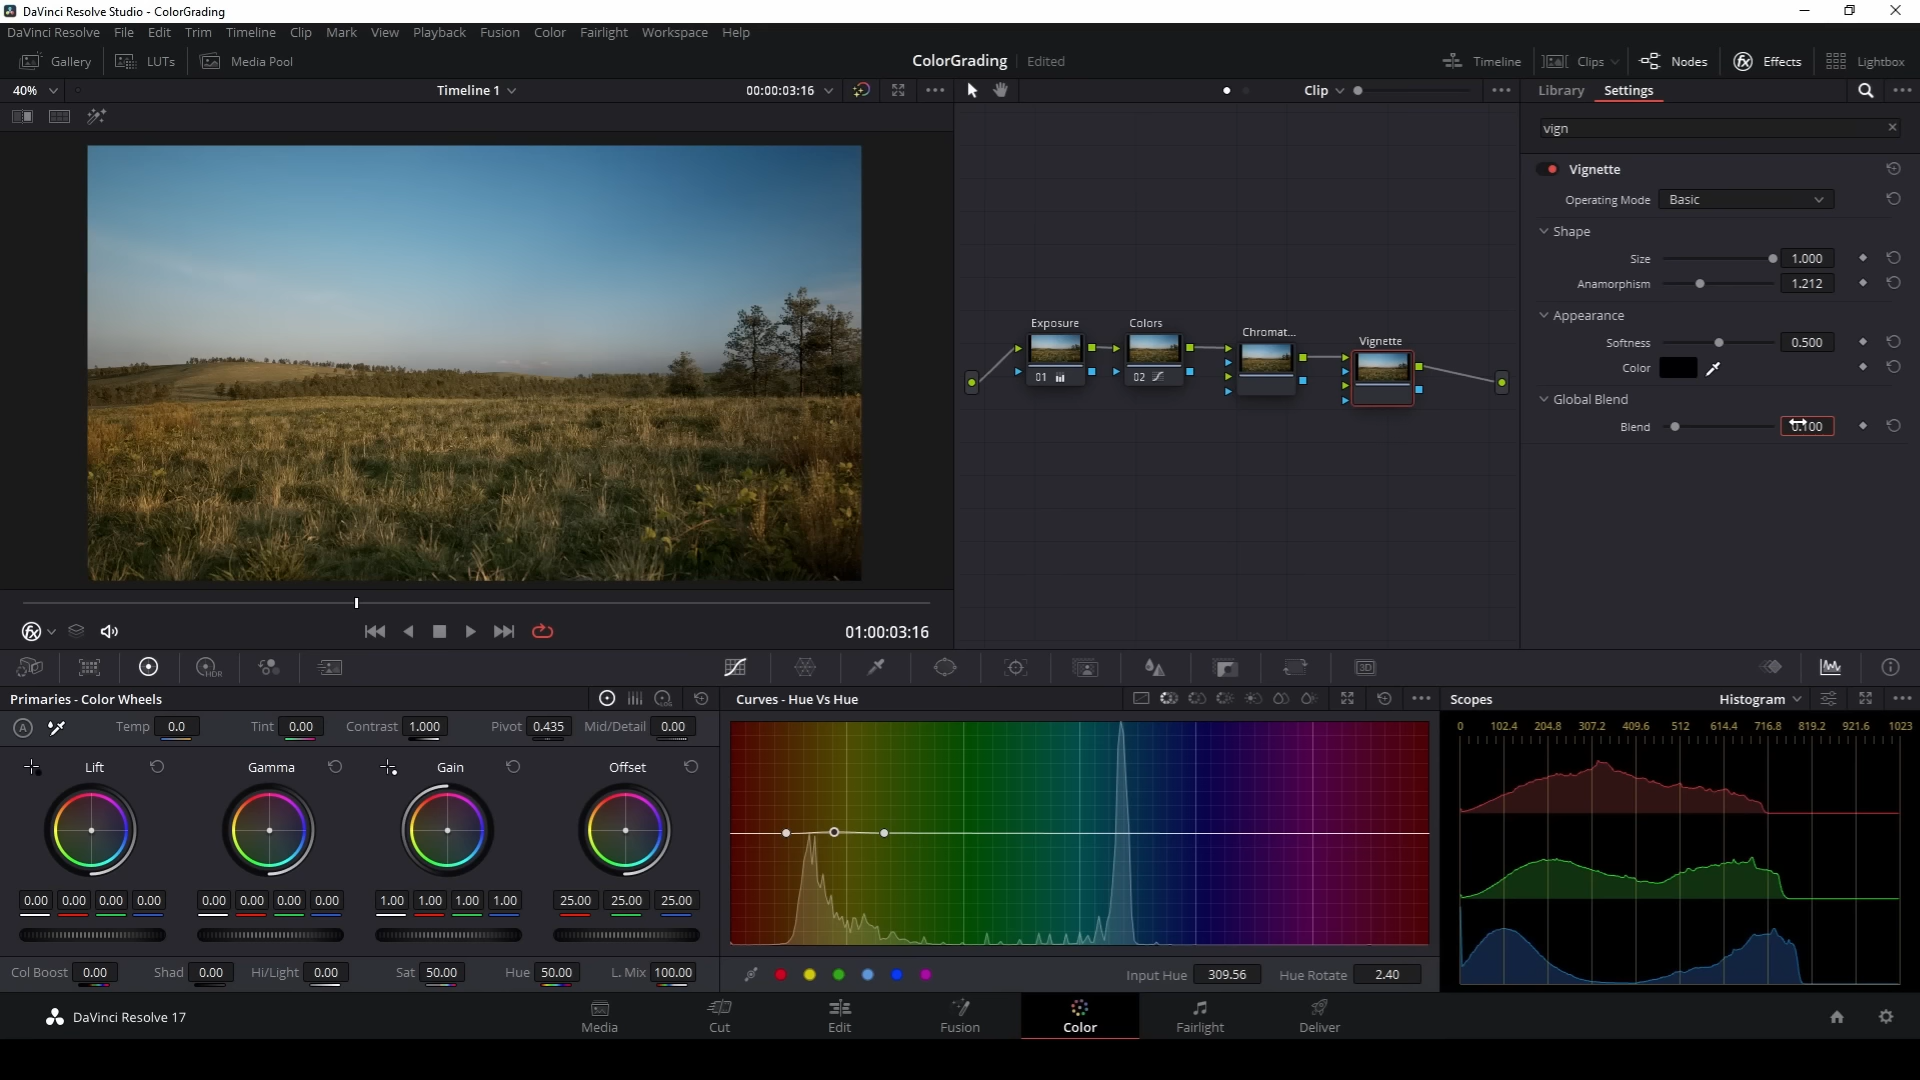 DaVinci Resolve Studio - ColorGrading
DaVinci Resolve File Edit Trim Timeline Clip Mark View Playback Fusion Color Fairlight Workspace Help
Gallery LUTs Media Pool ColorGrading Edited Timeline Clips Nodes Effects Lightbox
40% Timeline 1 00:00:03:16 Clip Library Settings
vign
Vignette
Operating Mode Basic
Shape
Size 1.000
Anamorphism 1.212
Appearance
Softness 0.500
Color
Global Blend
Blend 0.100
Exposure Colors Chromat... Vignette
01 02
01:00:03:16
HDR 3D
Primaries - Color Wheels LOG Curves - Hue Vs Hue Scopes Histogram
A Temp 0.0 Tint 0.00 Contrast 1.000 Pivot 0.435 Mid/Detail 0.00
0 102.4 204.8 307.2 409.6 512 614.4 716.8 819.2 921.6 1023
Lift Gamma Gain Offset
0.00 0.00 0.00 0.00 0.00 0.00 0.00 0.00 1.00 1.00 1.00 1.00 25.00 25.00 25.00
Col Boost 0.00 Shad 0.00 Hi/Light 0.00 Sat 50.00 Hue 50.00 L. Mix 100.00
Input Hue 309.56 Hue Rotate 2.40
DaVinci Resolve 17 Media Cut Edit Fusion Color Fairlight Deliver